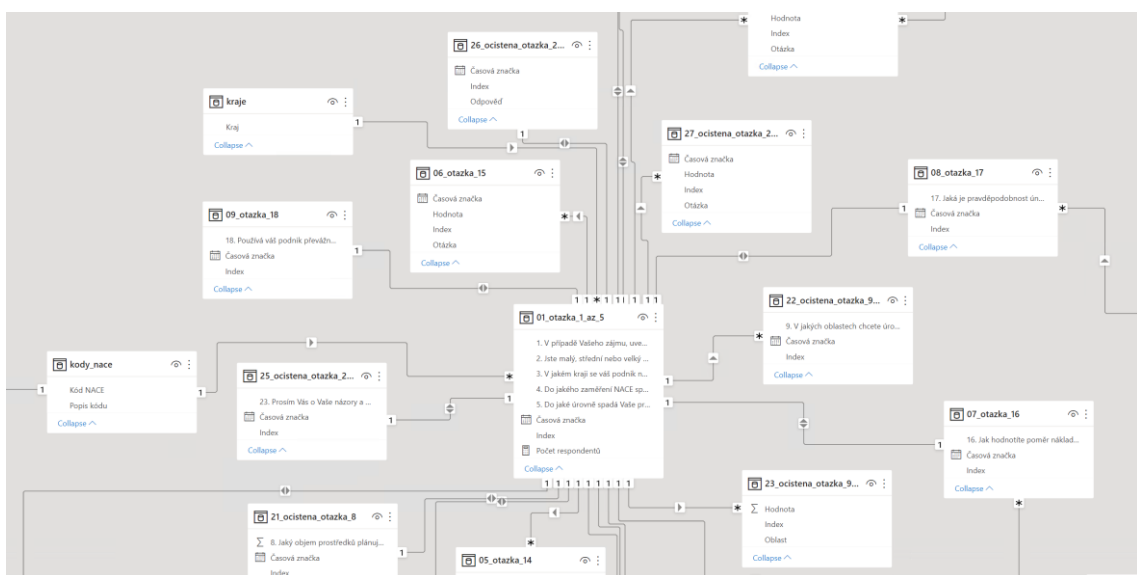 Hodnota
Index
Otázka
Collapse
26_ocistena_otazka_2...
Časová značka
Index
Odpověď
kraje
Kraj
Collapse
27_ocistena_otazka_2...
Časová značka
Hodnota
Index
Otázka
Collapse
06_otazka_15
Časová značka
Hodnota
Index
Otázka
Collapse
08_otazka_17
17. Jaká je pravděpodobnost ún...
Časová značka
Index
Collapse
09_otazka_18
18. Používá váš podnik převážn...
Časová značka
Index
Collapse
22_ocistena_otazka_9...
9. V jakých oblastech chcete úro...
Časová značka
Index
Collapse
01_otazka_1_az_5
1. V případě Vašeho zájmu, uve...
2. Jste malý, střední nebo velký ...
3. V jakém kraji se váš podnik n...
4. Do jakého zaměření NACE sp...
5. Do jaké úrovně spadá Vaše pr...
Časová značka
Index
Počet respondentů
Collapse
kody_nace
Kód NACE
Popis kódu
Collapse
25_ocistena_otazka_2...
23. Prosím Vás o Vaše názory a ...
Časová značka
Index
Collapse
07_otazka_16
16. Jak hodnotíte poměr náklad...
Časová značka
Index
Collapse
23_ocistena_otazka_9...
Σ Hodnota
Index
Oblast
Collapse
21_ocistena_otazka_8
Σ 8. Jaký objem prostředků plánuj...
Časová značka
Index
05_otazka_14